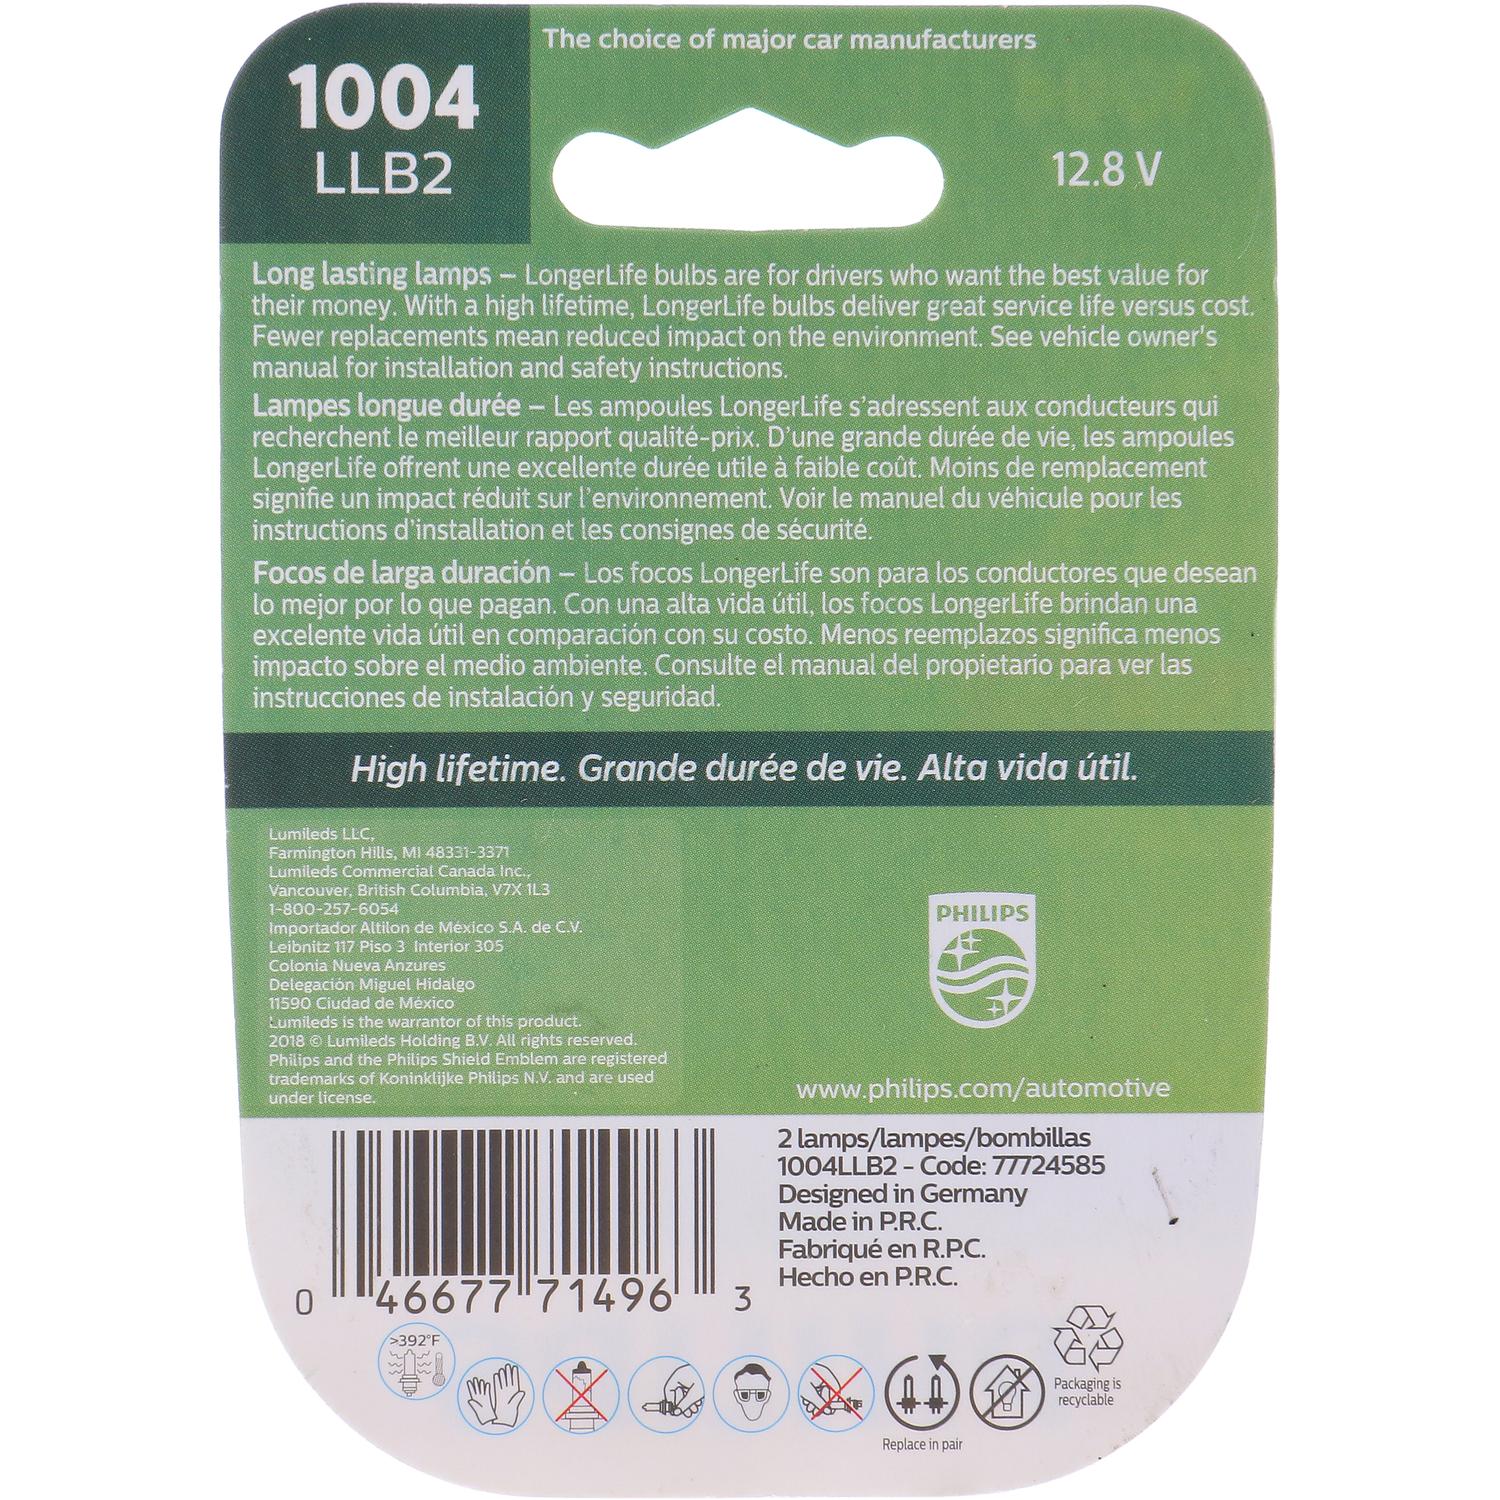 The choice of major car manufacturers
1004
LLB2
12.8 V
Long lasting lamps – LongerLife bulbs are for drivers who want the best value for
their money. With a high lifetime, LongerLife bulbs deliver great service life versus cost.
Fewer replacements mean reduced impact on the environment. See vehicle owner's
manual for installation and safety instructions.
Lampes longue durée – Les ampoules LongerLife s'adressent aux conducteurs qui
recherchent le meilleur rapport qualité-prix. D'une grande durée de vie, les ampoules
LongerLife offrent une excellente durée utile à faible coût. Moins de remplacement
signifie un impact réduit sur l'environnement. Voir le manuel du véhicule pour les
instructions d'installation et les consignes de sécurité.
Focos de larga duración – Los focos LongerLife son para los conductores que desean
lo mejor por lo que pagan. Con una alta vida útil, los focos LongerLife brindan una
excelente vida útil en comparación con su costo. Menos reemplazos significa menos
impacto sobre el medio ambiente. Consulte el manual del propietario para ver las
instrucciones de instalación y seguridad.
High lifetime. Grande durée de vie. Alta vida útil.
Lumileds LLC,
Farmington Hills, MI 48331-3371
Lumileds Commercial Canada Inc.,
Vancouver, British Columbia, V7X 1L3
1-800-257-6054
Importador Altilon de México S.A. de C.V.
Leibnitz 117 Piso 3 Interior 305
Colonia Nueva Anzures
Delegación Miguel Hidalgo
11590 Ciudad de México
Lumileds is the warrantor of this product.
2018 © Lumileds Holding B.V. All rights reserved.
Philips and the Philips Shield Emblem are registered
trademarks of Koninklijke Philips N.V. and are used
under license.
PHILIPS
www.philips.com/automotive
2 lamps/lampes/bombillas
1004LLB2 - Code: 77724585
Designed in Germany
Made in P.R.C.
Fabriqué en R.P.C.
Hecho en P.R.C.
0 46677 71496 3
>392°F
Replace in pair
Packaging is
recyclable